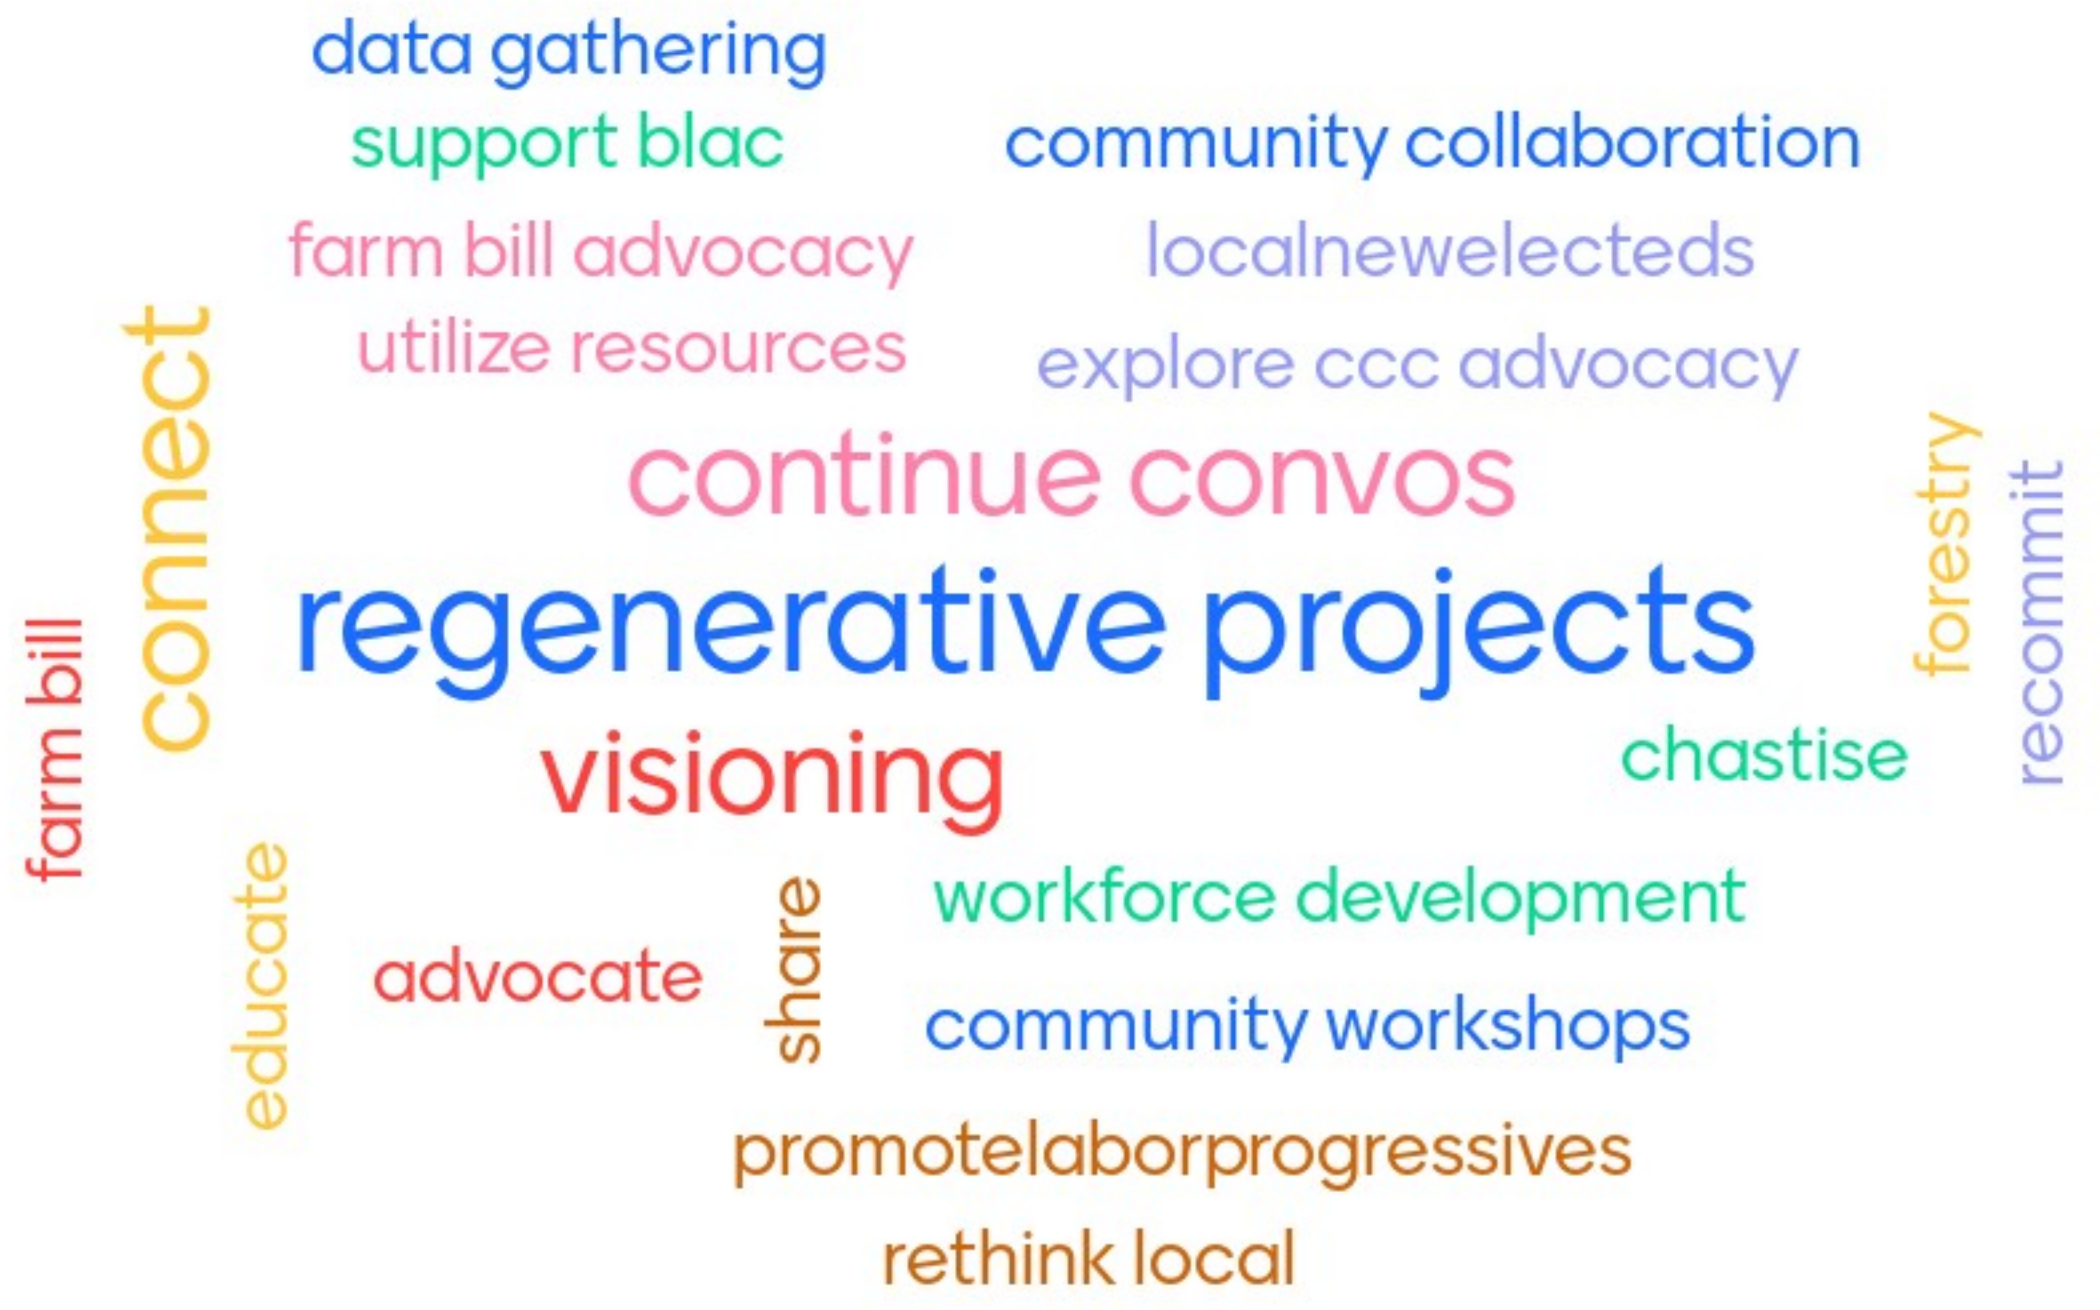 data gathering
support blac
community collaboration
farm bill advocacy
localnewelecteds
utilize resources
explore ccc advocacy
connect
continue convos
forestry
recommit
regenerative projects
farm bill
visioning
chastise
educate
advocate
share
workforce development
community workshops
promotelaborprogressives
rethink local